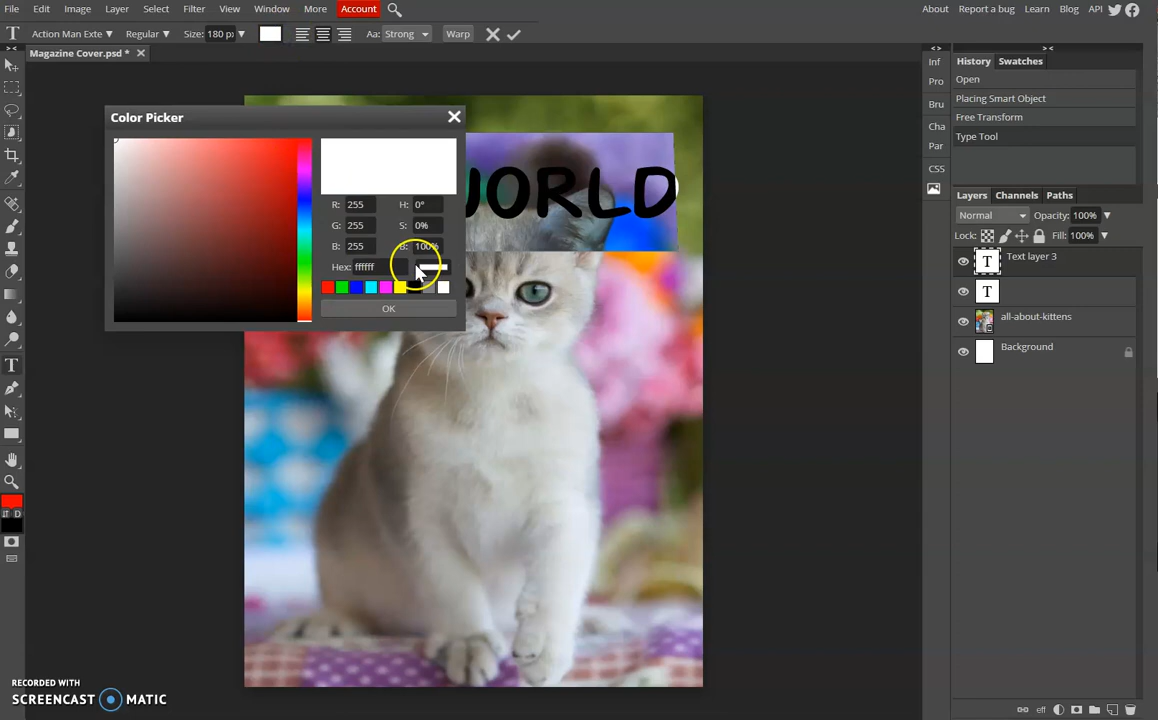 File Edit Image Layer Select Filter View Window More Account About Report a bug Learn Blog API
Action Man Exte Regular Size: 180 p Aa: Strong Warp
Magazine Cover.psd *
Color Picker
R: 255 H: 0°
G: 255 S: 0%
B: 255 B: 100%
Hex: ffffff
OK
ORLD
Inf
Pro
Bru
Cha
Par
CSS
History Swatches
Open
Placing Smart Object
Free Transform
Type Tool
Layers Channels Paths
Normal Opacity: 100%
Lock: Fill: 100%
T Text layer 3
T
all-about-kittens
Background
D
eff
RECORDED WITH
SCREENCAST MATIC